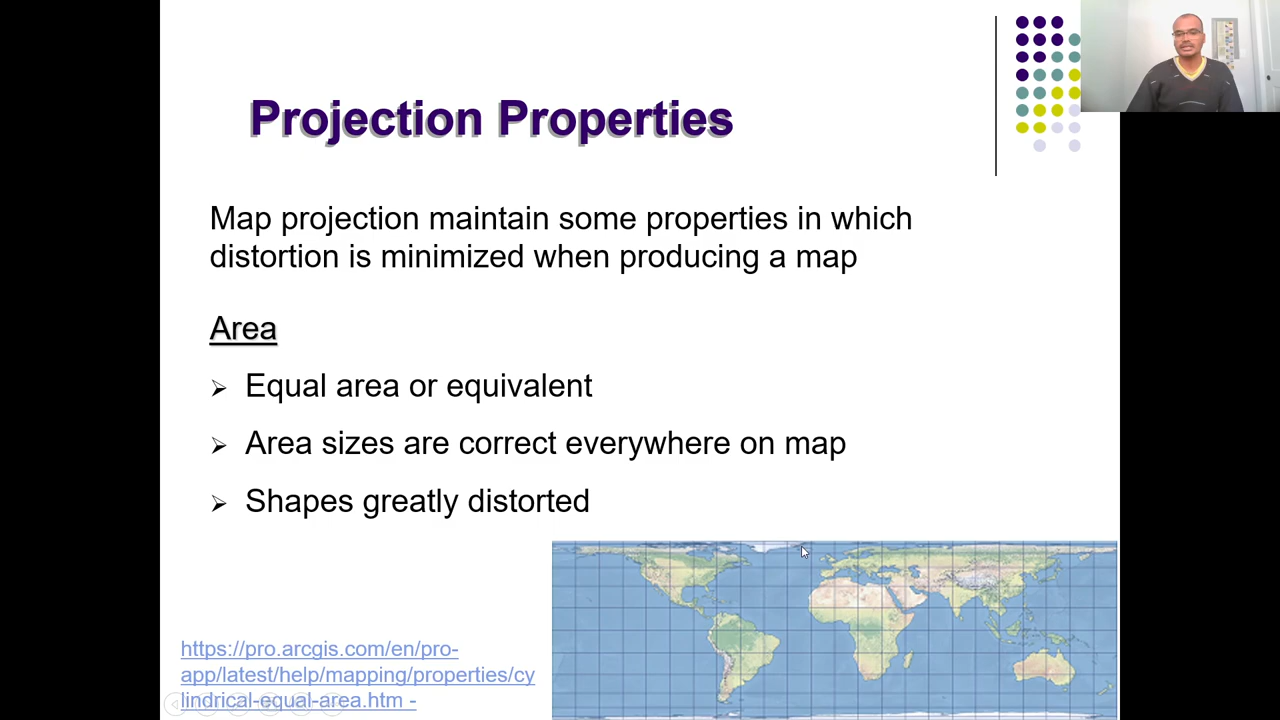 Projection Properties
Map projection maintain some properties in which
distortion is minimized when producing a map
Area
Equal area or equivalent
Area sizes are correct everywhere on map
Shapes greatly distorted
https://pro.arcgis.com/en/pro-
app/latest/help/mapping/properties/cy
lindrical-equal-area.htm -